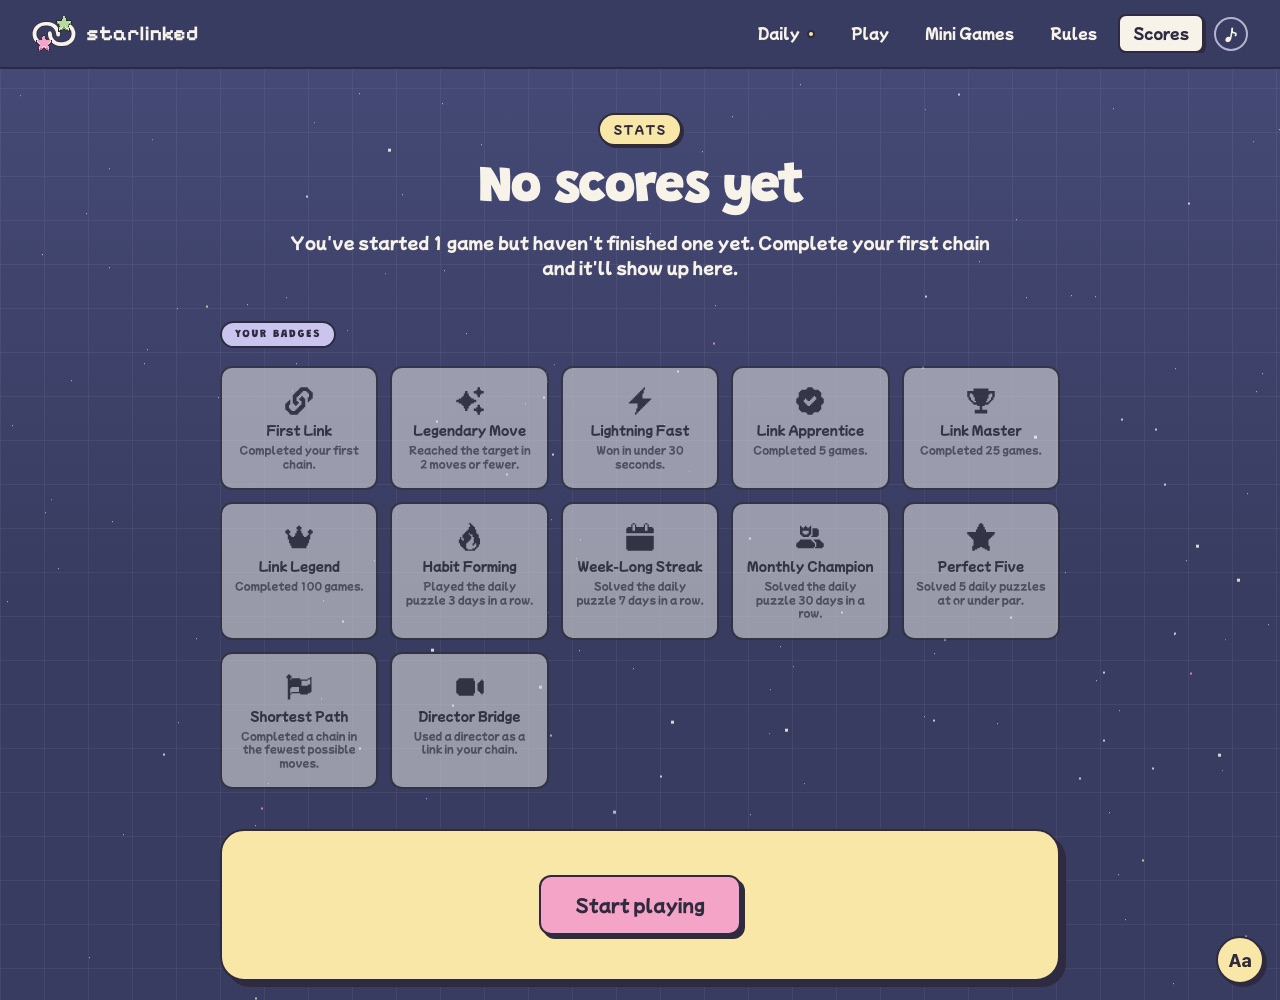 starlinked
Daily
Play
Mini Games
Rules
Scores
STATS
No scores yet
You've started 1 game but haven't finished one yet. Complete your first chain
and it'll show up here.
YOUR BADGES
First Link
Completed your first
chain.
Legendary Move
Reached the target in
2 moves or fewer.
Lightning Fast
Won in under 30
seconds.
Link Apprentice
Completed 5 games.
Link Master
Completed 25 games.
Link Legend
Completed 100 games.
Habit Forming
Played the daily
puzzle 3 days in a row.
Week-Long Streak
Solved the daily
puzzle 7 days in a row.
Monthly Champion
Solved the daily
puzzle 30 days in a
row.
Perfect Five
Solved 5 daily puzzles
at or under par.
Shortest Path
Completed a chain in
the fewest possible
moves.
Director Bridge
Used a director as a
link in your chain.
Start playing
Aa